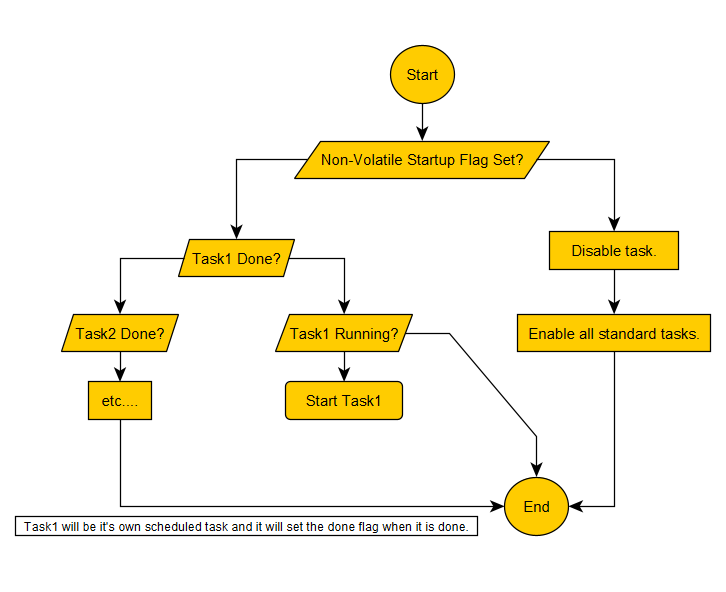 Start
Non-Volatile Startup Flag Set?
Task1 Done?
Disable task.
Task2 Done?
Task1 Running?
Enable all standard tasks.
etc....
Start Task1
End
Task1 will be it's own scheduled task and it will set the done flag when it is done.